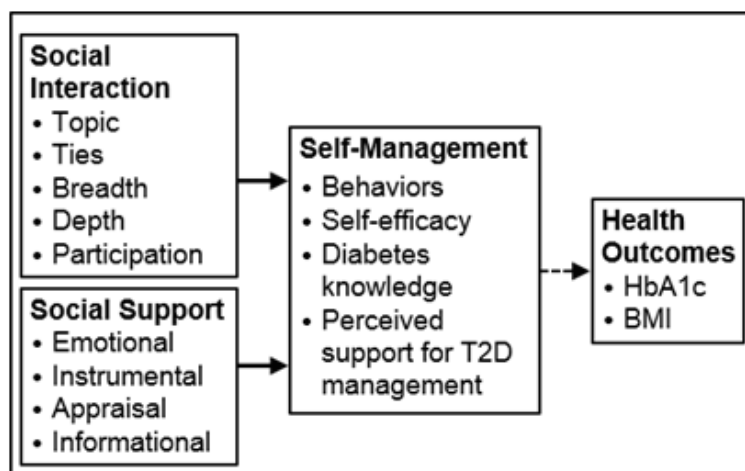 Social
Interaction
• Topic
• Ties
• Breadth
• Depth
• Participation
Social Support
• Emotional
• Instrumental
• Appraisal
• Informational
Self-Management
• Behaviors
• Self-efficacy
• Diabetes
knowledge
• Perceived
support for T2D
management
Health
Outcomes
• HbA1c
• BMI